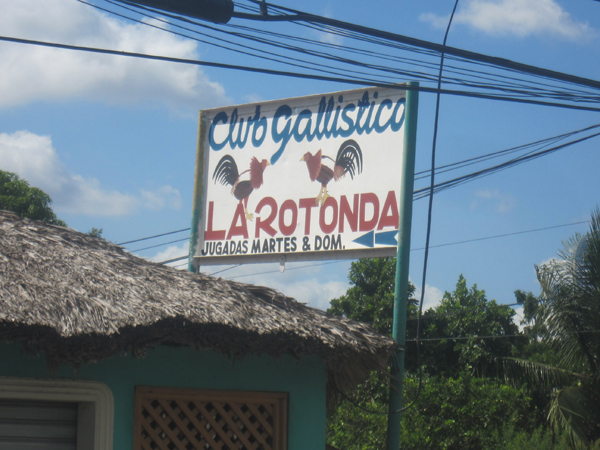 Club Gallistico
LA ROTONDA
JUGADAS MARTES & DOM.